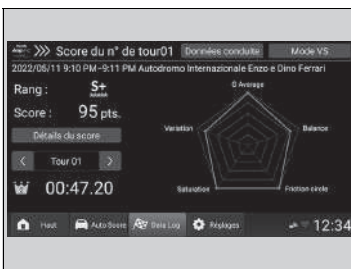 Score du n° de tour01 Données conduite Mode VS
2022/05/11 9:10 PM–9:11 PM Autodromo Internazionale Enzo e Dino Ferrari
Rang : S+
G Average
Score : 95 pts.
Variation
Balance
Détails du score
Tour 01
00:47.20
Saturation
Friction circle
Haut Auto Score Data Log Réglages 12:34